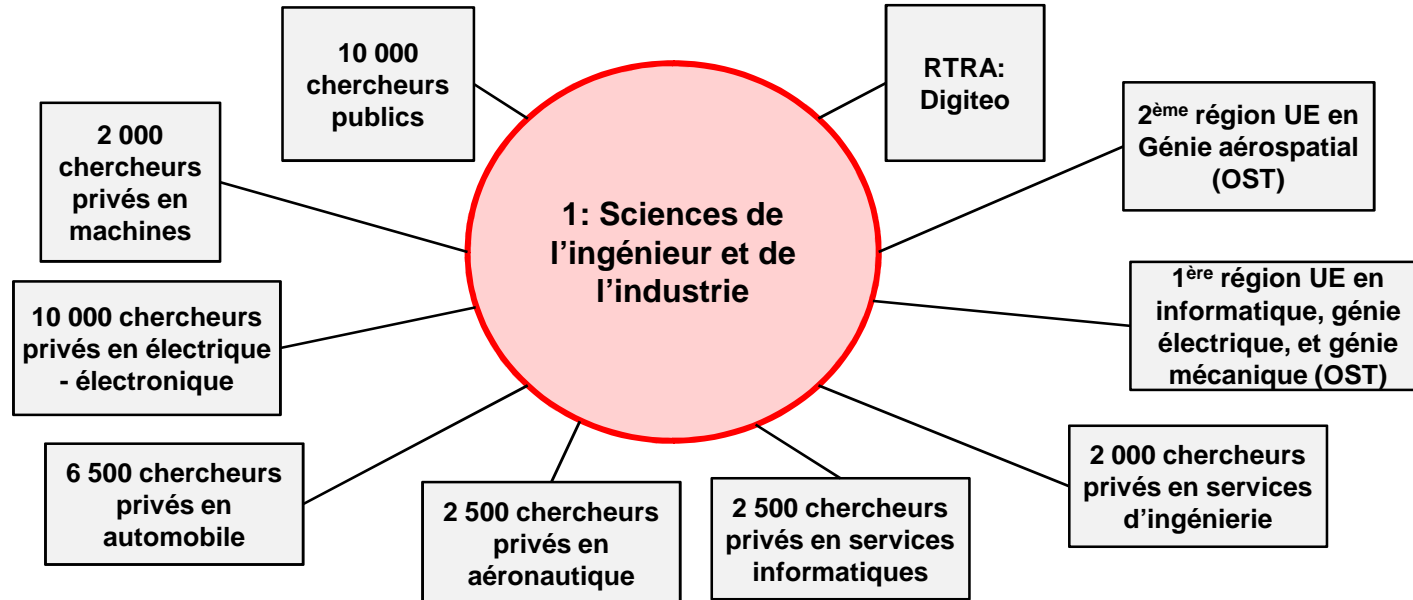 10 000
chercheurs
publics
RTRA:
Digiteo
2ème région UE en
Génie aérospatial
(OST)
2 000
chercheurs
privés en
machines
1: Sciences de
l’ingénieur et de
l’industrie
1ère région UE en
informatique, génie
électrique, et génie
mécanique (OST)
10 000 chercheurs
privés en électrique
- électronique
6 500 chercheurs
privés en
automobile
2 500 chercheurs
privés en
aéronautique
2 500 chercheurs
privés en services
informatiques
2 000 chercheurs
privés en services
d’ingénierie